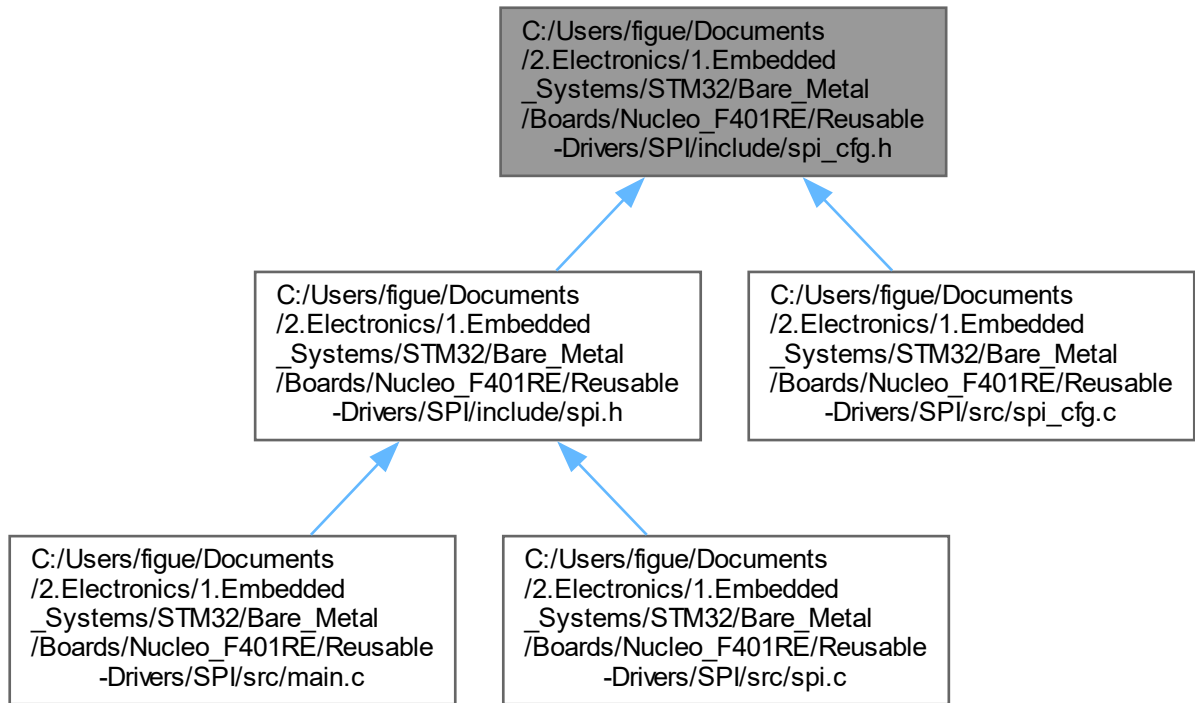 C:/Users/figue/Documents
/2.Electronics/1.Embedded
_Systems/STM32/Bare_Metal
/Boards/Nucleo_F401RE/Reusable
-Drivers/SPI/include/spi_cfg.h
C:/Users/figue/Documents
/2.Electronics/1.Embedded
_Systems/STM32/Bare_Metal
/Boards/Nucleo_F401RE/Reusable
-Drivers/SPI/include/spi.h
C:/Users/figue/Documents
/2.Electronics/1.Embedded
_Systems/STM32/Bare_Metal
/Boards/Nucleo_F401RE/Reusable
-Drivers/SPI/src/spi_cfg.c
C:/Users/figue/Documents
/2.Electronics/1.Embedded
_Systems/STM32/Bare_Metal
/Boards/Nucleo_F401RE/Reusable
-Drivers/SPI/src/main.c
C:/Users/figue/Documents
/2.Electronics/1.Embedded
_Systems/STM32/Bare_Metal
/Boards/Nucleo_F401RE/Reusable
-Drivers/SPI/src/spi.c